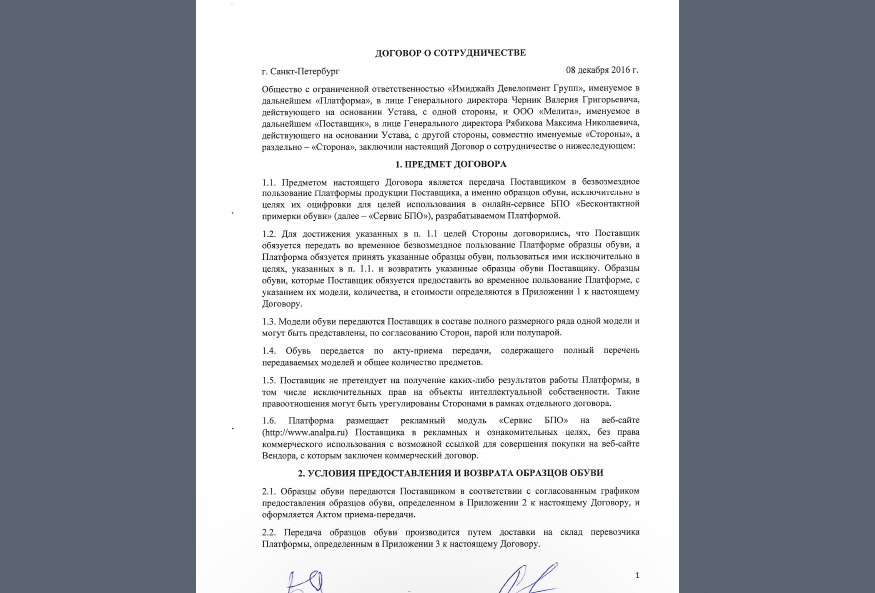 ДОГОВОР О СОТРУДНИЧЕСТВЕ
г. Санкт-Петербург 08 декабря 2016 г.
Общество с ограниченной ответственностью «Имиджайз Девелопмент Групп», именуемое в
дальнейшем «Платформа», в лице Генерального директора Черник Валерия Григорьевича,
действующего на основании Устава, с одной стороны, и ООО «Мелита», именуемое в
дальнейшем «Поставщик», в лице Генерального директора Рябикова Максима Николаевича,
действующего на основании Устава, с другой стороны, совместно именуемые «Стороны», а
раздельно – «Сторона», заключили настоящий Договор о сотрудничестве о нижеследующем:
1. ПРЕДМЕТ ДОГОВОРА
1.1. Предметом настоящего Договора является передача Поставщиком в безвозмездное
пользование Платформы продукции Поставщика, а именно образцов обуви, исключительно в
целях их оцифровки для целей использования в онлайн-сервисе БПО «Бесконтактной
примерки обуви» (далее – «Сервис БПО»), разрабатываемом Платформой.
1.2. Для достижения указанных в п. 1.1 целей Стороны договорились, что Поставщик
обязуется передать во временное безвозмездное пользование Платформе образцы обуви, а
Платформа обязуется принять указанные образцы обуви, пользоваться ими исключительно в
целях, указанных в п. 1.1. и возвратить указанные образцы обуви Поставщику. Образцы
обуви, которые Поставщик обязуется предоставить во временное пользование Платформе, с
указанием их модели, количества, и стоимости определяются в Приложении 1 к настоящему
Договору.
1.3. Модели обуви передаются Поставщик в составе полного размерного ряда одной модели и
могут быть представлены, по согласованию Сторон, парой или полупарой.
1.4. Обувь передается по акту-приема передачи, содержащего полный перечень
передаваемых моделей и общее количество предметов.
1.5. Поставщик не претендует на получение каких-либо результатов работы Платформы, в
том числе исключительных прав на объекты интеллектуальной собственности. Такие
правоотношения могут быть урегулированы Сторонами в рамках отдельного договора.
1.6. Платформа размещает рекламный модуль «Сервис БПО» на веб-сайте
(http://www.analpa.ru) Поставщика в рекламных и ознакомительных целях, без права
коммерческого использования с возможной ссылкой для совершения покупки на веб-сайте
Вендора, с которым заключен коммерческий договор.
2. УСЛОВИЯ ПРЕДОСТАВЛЕНИЯ И ВОЗВРАТА ОБРАЗЦОВ ОБУВИ
2.1. Образцы обуви передаются Поставщиком в соответствии с согласованным графиком
предоставления образцов обуви, определенном в Приложении 2 к настоящему Договору, и
оформляется Актом приема-передачи.
2.2. Передача образцов обуви производится путем доставки на склад перевозчика
Платформы, определенным в Приложении 3 к настоящему Договору.
1